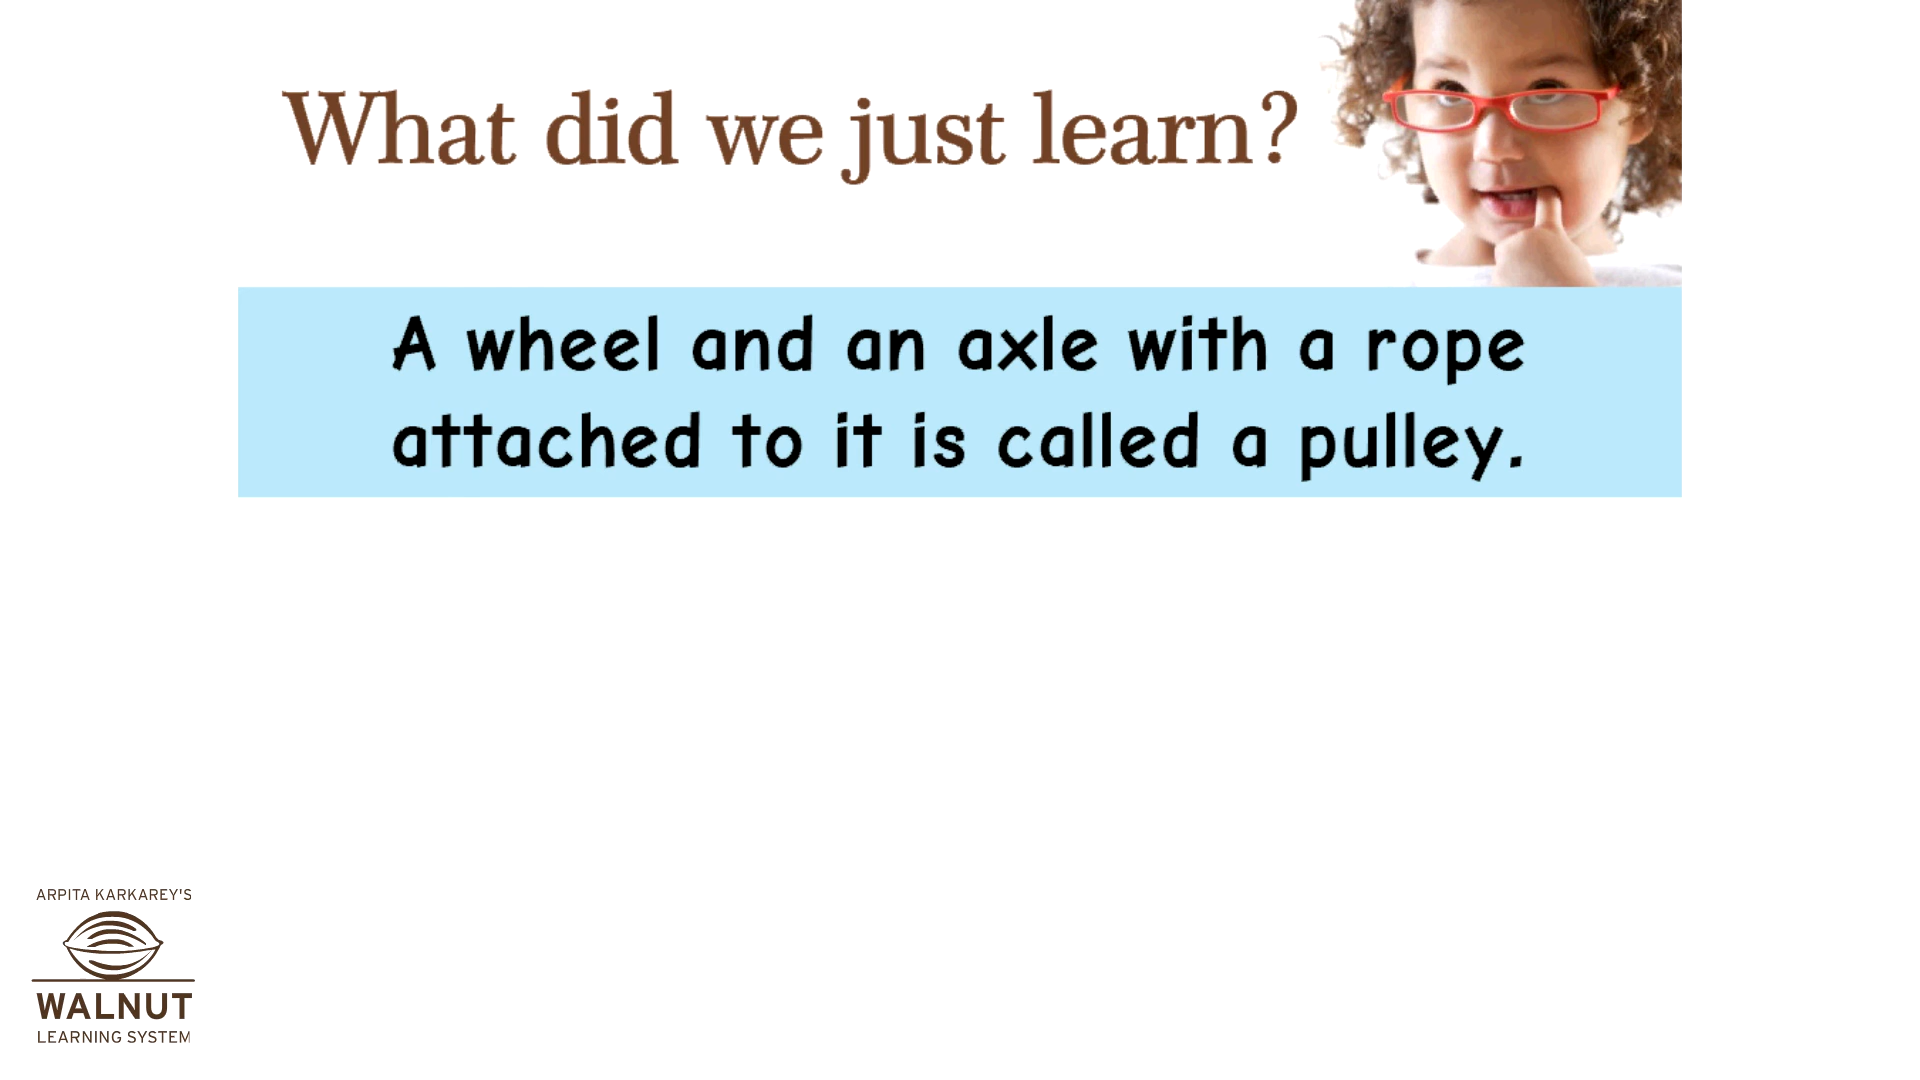 What did we just learn?
A wheel and an axle with a rope
attached to it is called a pulley.
ARPITA KARKAREY'S
WALNUT
LEARNING SYSTEM